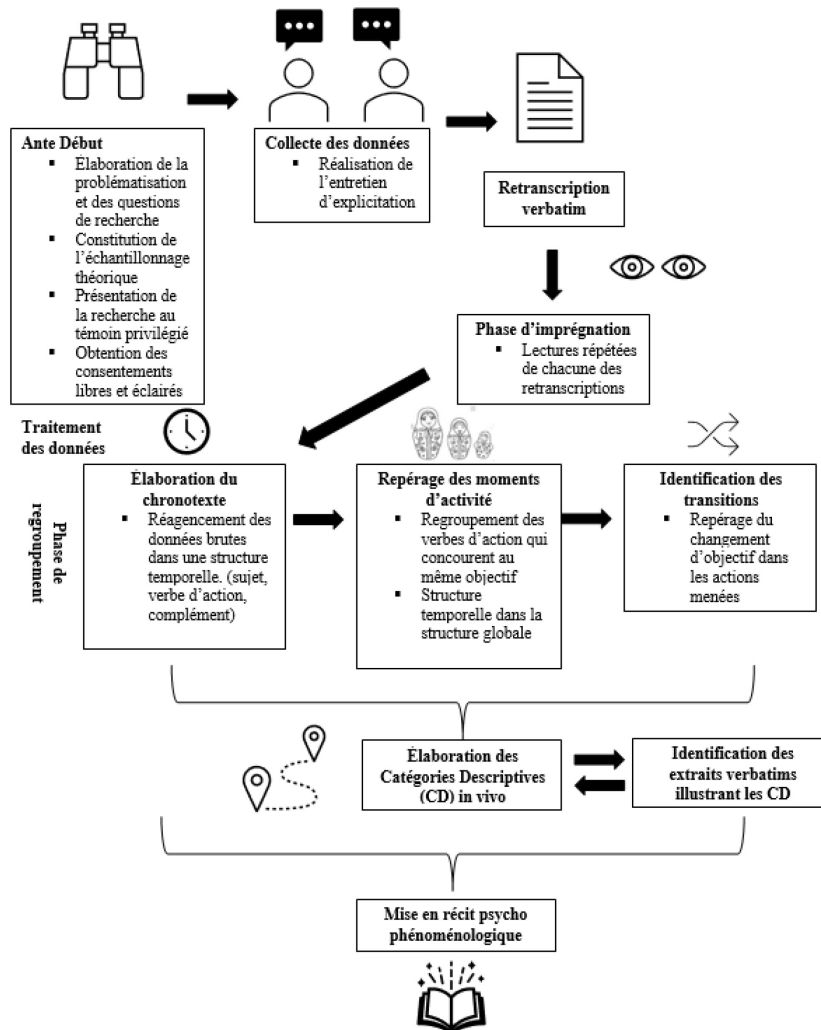 Ante Début
▪ Élaboration de la
problématisation
et des questions
de recherche
▪ Constitution de
l'échantillonnage
théorique
▪ Présentation de
la recherche au
témoin privilégié
▪ Obtention des
consentements
libres et éclairés
Collecte des données
▪ Réalisation de
l'entretien
d'explicitation
Retranscription
verbatim
Phase d'imprégnation
▪ Lectures répétées
de chacune des
retranscriptions
Traitement
des données
Phase de
regroupement
Élaboration du
chronotexte
▪ Réagencement des
données brutes
dans une structure
temporelle. (sujet,
verbe d'action,
complément)
Repérage des moments
d'activité
▪ Regroupement des
verbes d'action qui
concourent au
même objectif
▪ Structure
temporelle dans la
structure globale
Identification des
transitions
▪ Repérage du
changement
d'objectif dans
les actions
menées
Élaboration des
Catégories Descriptives
(CD) in vivo
Identification des
extraits verbatims
illustrant les CD
Mise en récit psycho
phénoménologique